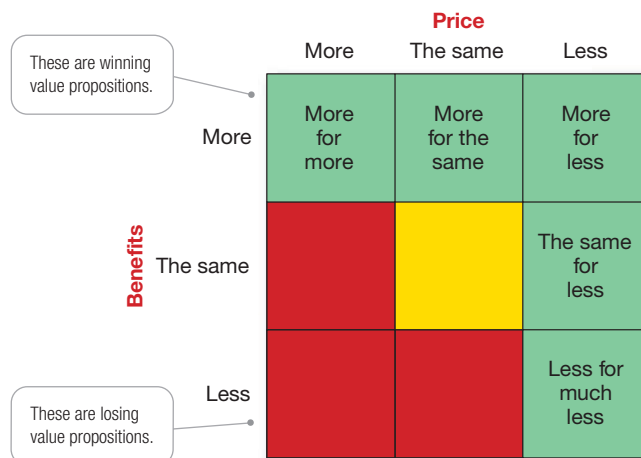 Price
More
The same
Less
These are winning
value propositions.
More
More
for
more
More
for the
same
More
for
less
Benefits
The same
The same
for
less
Less
Less for
much
less
These are losing
value propositions.